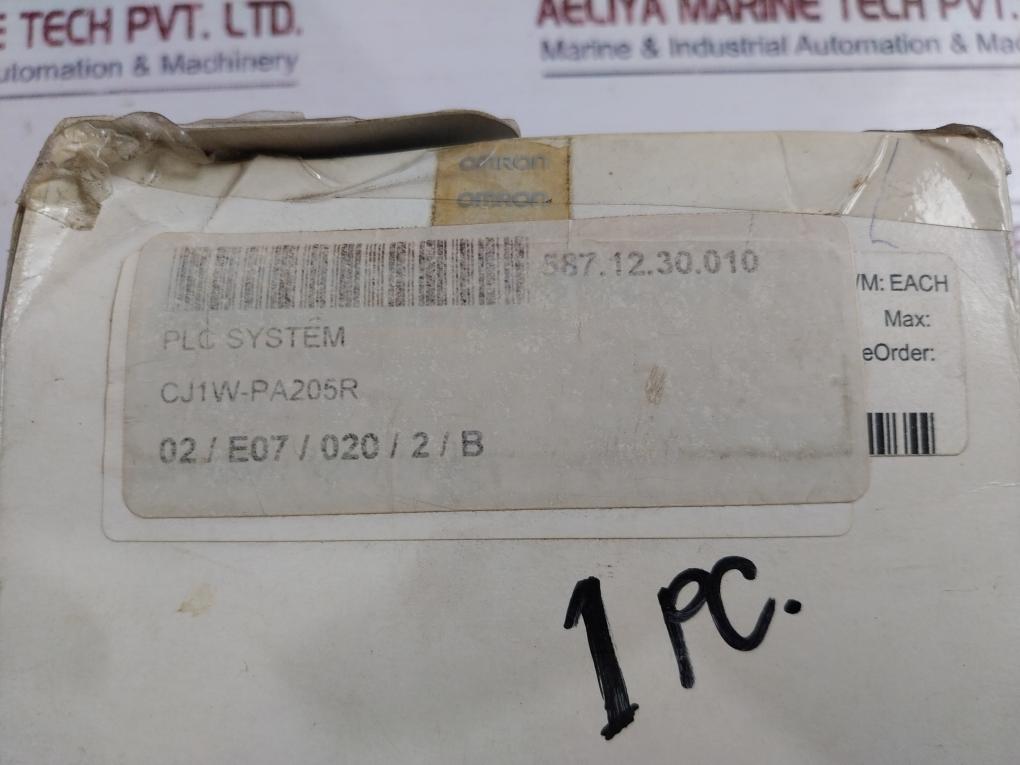 E TECH PVT. LTD.
utomation & Machinery
AELIYA MARINE TECH PVT.
Marine & Industrial Automation & Mac
OMRON
OMRON
587.12.30.010
PLC SYSTEM
CJ1W-PA205R
02 / E07 / 020 / 2 / B
/M: EACH
Max:
eOrder:
1 PC.